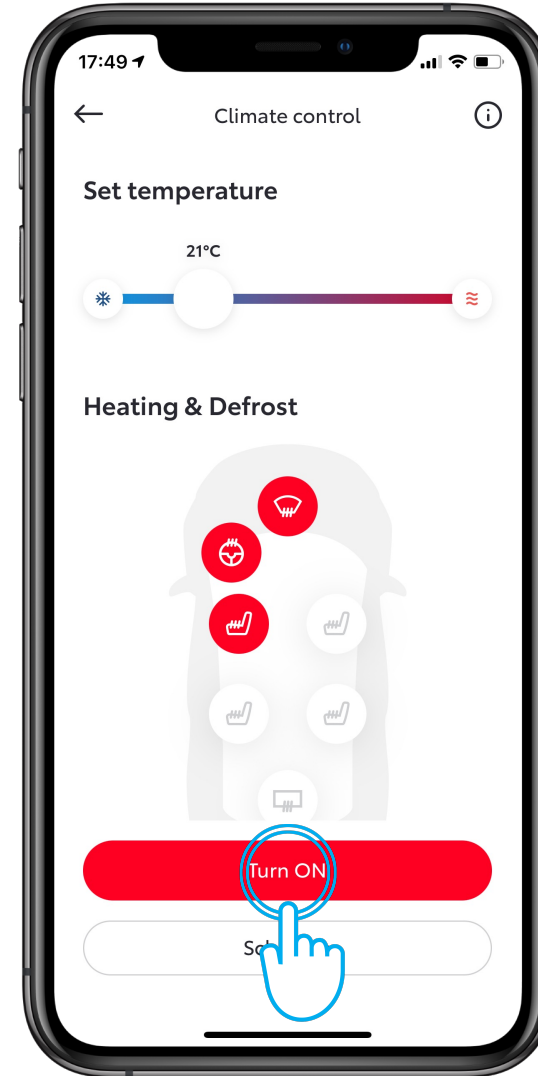 17:49
Climate control
Set temperature
21°C
Heating & Defrost
Turn ON